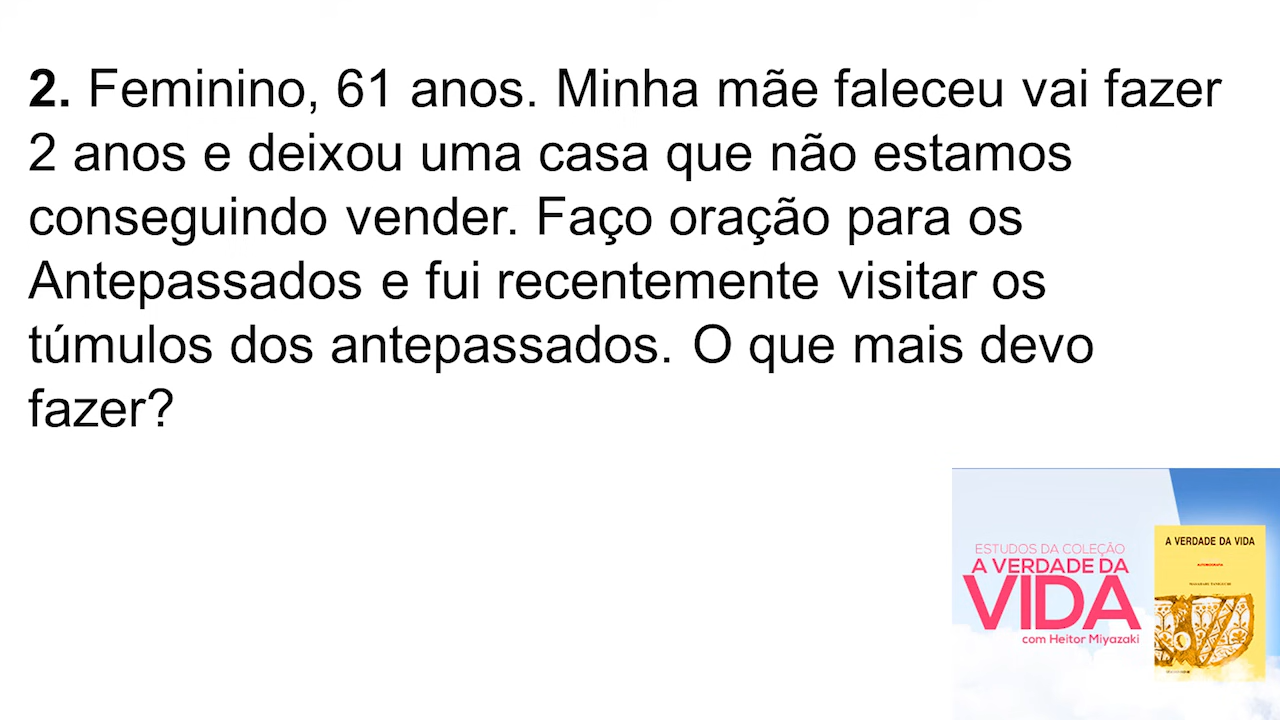 2. Feminino, 61 anos. Minha mãe faleceu vai fazer
2 anos e deixou uma casa que não estamos
conseguindo vender. Faço oração para os
Antepassados e fui recentemente visitar os
túmulos dos antepassados. O que mais devo
fazer?
ESTUDOS DA COLEÇÃO
A VERDADE DA
VIDA
com Heitor Miyazaki
A VERDADE DA VIDA